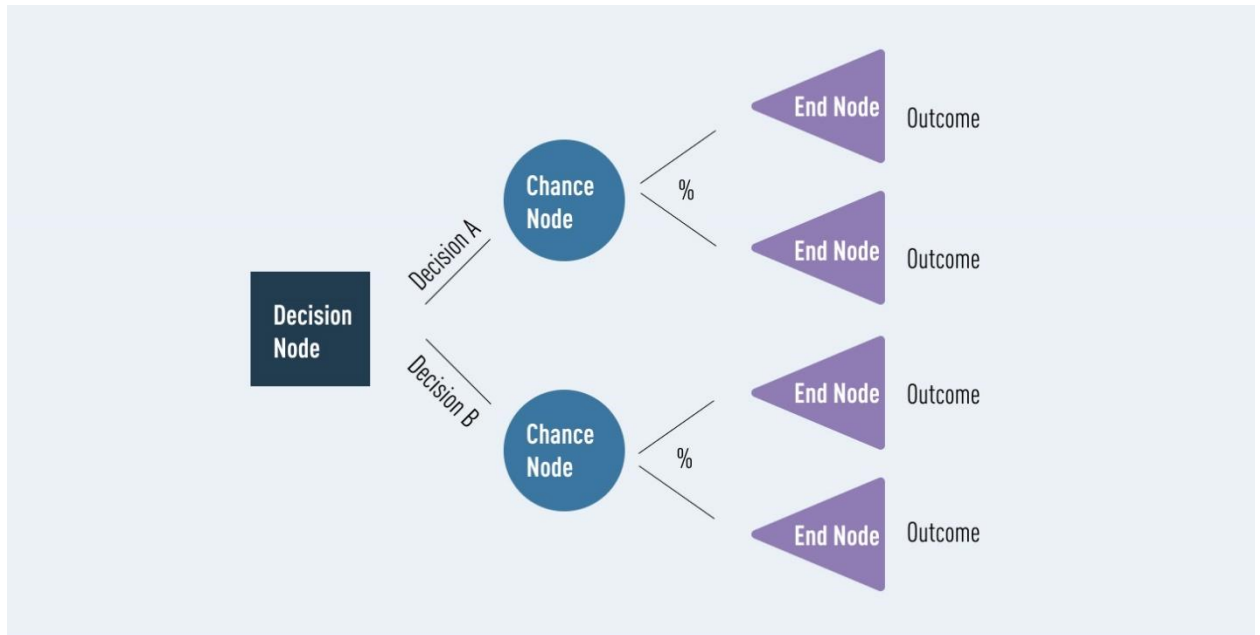 Decision
Node
Decision A
Decision B
Chance
Node
%
End Node
Outcome
End Node
Outcome
Chance
Node
%
End Node
Outcome
End Node
Outcome